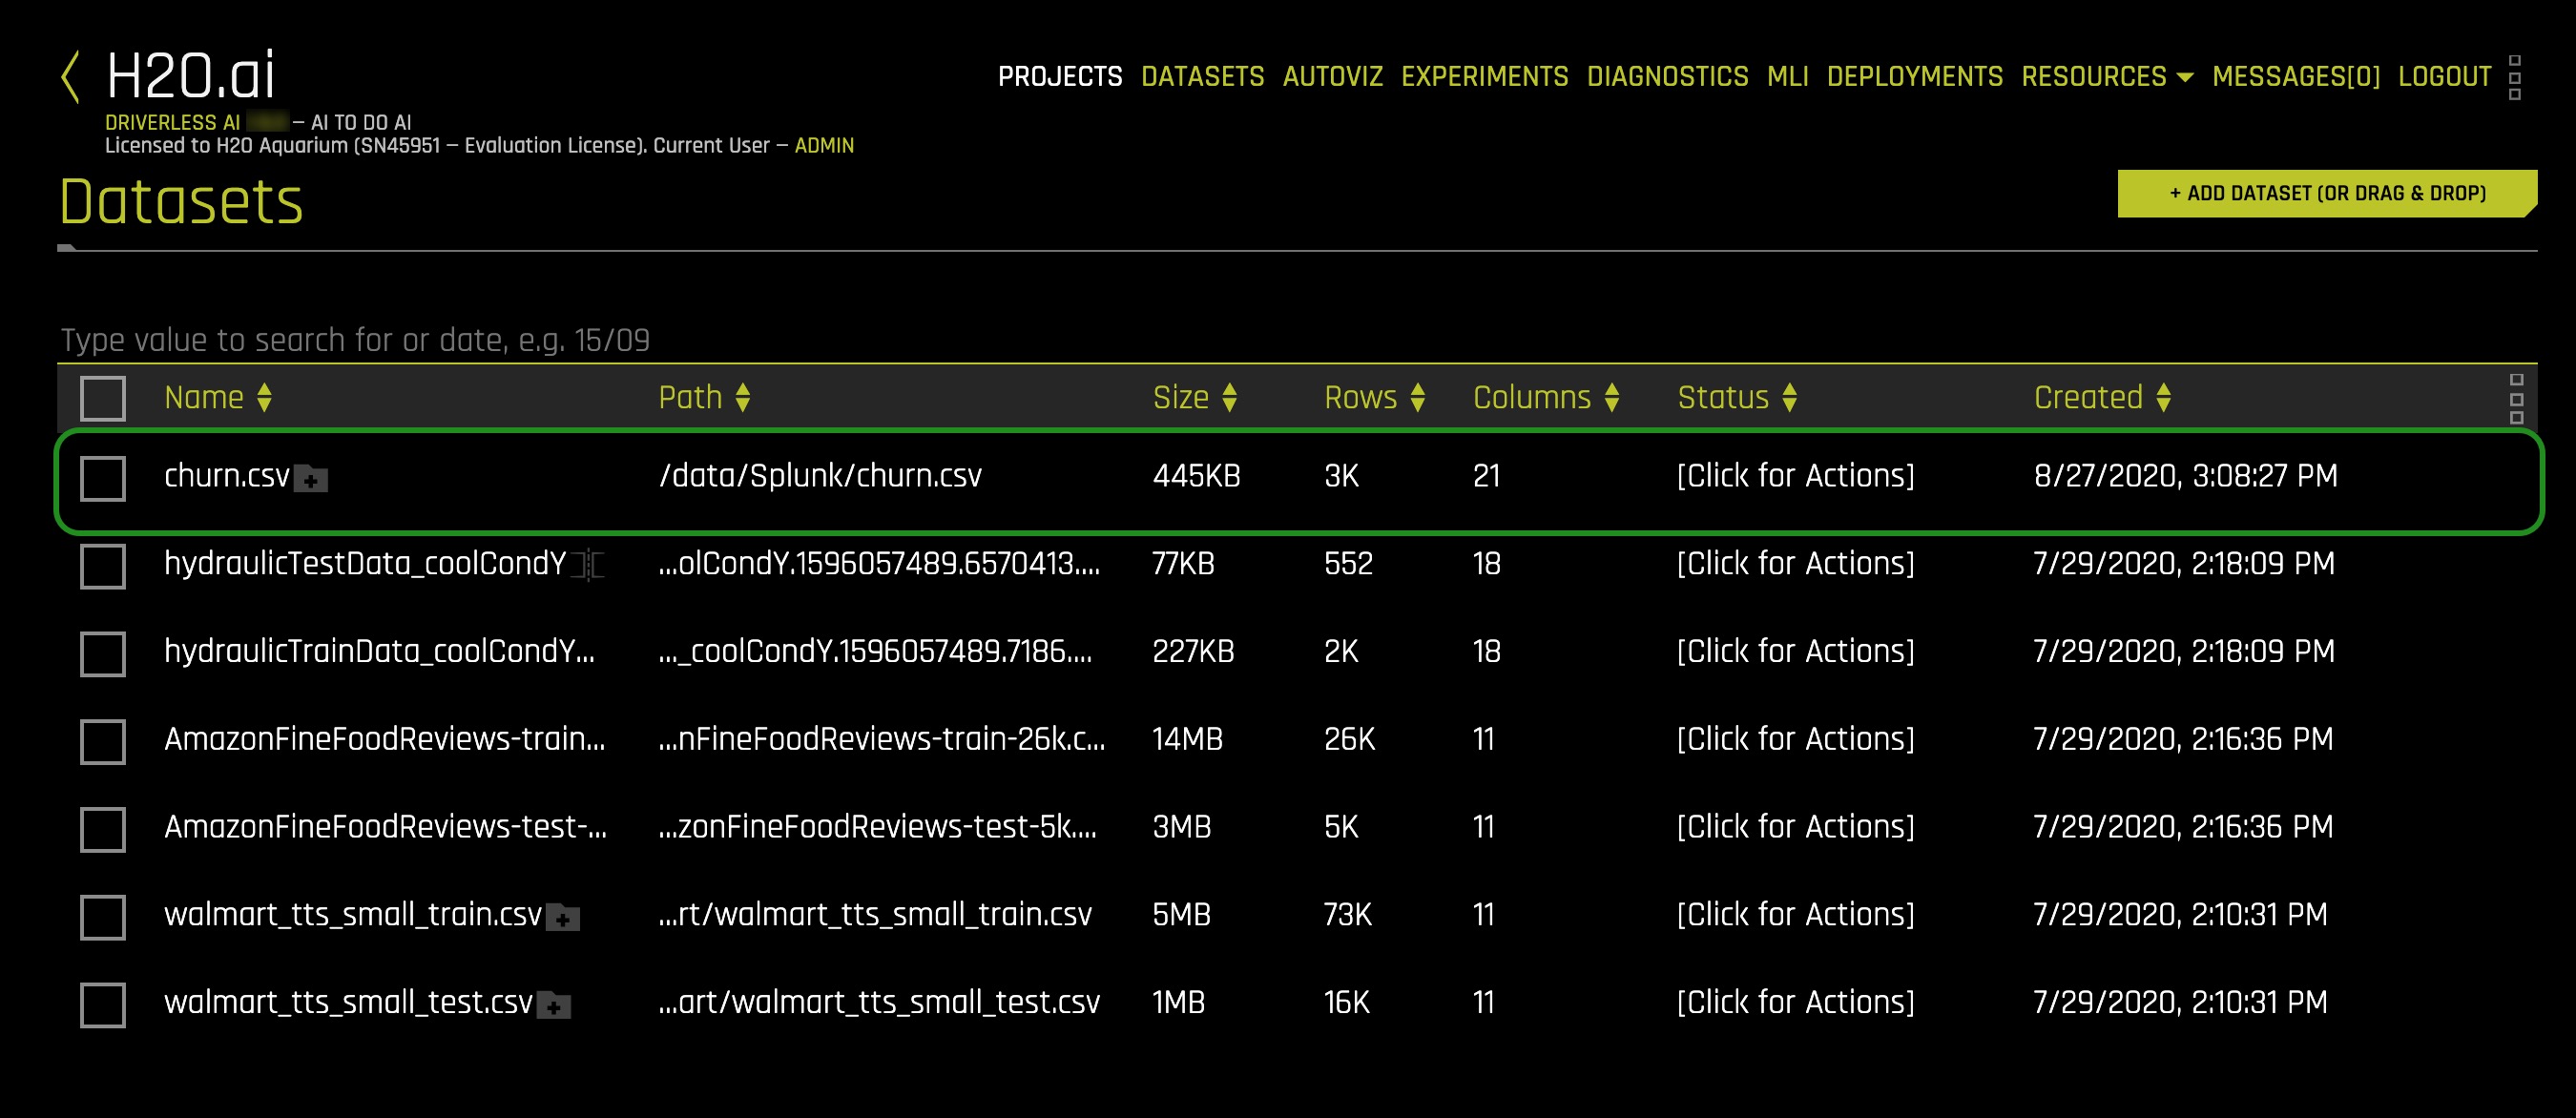 H2O.ai
PROJECTS DATASETS AUTOVIZ EXPERIMENTS DIAGNOSTICS MLI DEPLOYMENTS RESOURCES MESSAGES[0] LOGOUT
DRIVERLESS AI – AI TO DO AI
Licensed to H2O Aquarium (SN45951 – Evaluation License). Current User – ADMIN
Datasets
+ ADD DATASET (OR DRAG & DROP)
Type value to search for or date, e.g. 15/09
Name Path Size Rows Columns Status Created
churn.csv /data/Splunk/churn.csv 445KB 3K 21 [Click for Actions] 8/27/2020, 3:08:27 PM
hydraulicTestData_coolCondY ...olCondY.1596057489.6570413.... 77KB 552 18 [Click for Actions] 7/29/2020, 2:18:09 PM
hydraulicTrainData_coolCondY... ..._coolCondY.1596057489.7186.... 227KB 2K 18 [Click for Actions] 7/29/2020, 2:18:09 PM
AmazonFineFoodReviews-train... ...nFineFoodReviews-train-26k.c... 14MB 26K 11 [Click for Actions] 7/29/2020, 2:16:36 PM
AmazonFineFoodReviews-test-... ...zonFineFoodReviews-test-5k.... 3MB 5K 11 [Click for Actions] 7/29/2020, 2:16:36 PM
walmart_tts_small_train.csv ...rt/walmart_tts_small_train.csv 5MB 73K 11 [Click for Actions] 7/29/2020, 2:10:31 PM
walmart_tts_small_test.csv ...art/walmart_tts_small_test.csv 1MB 16K 11 [Click for Actions] 7/29/2020, 2:10:31 PM